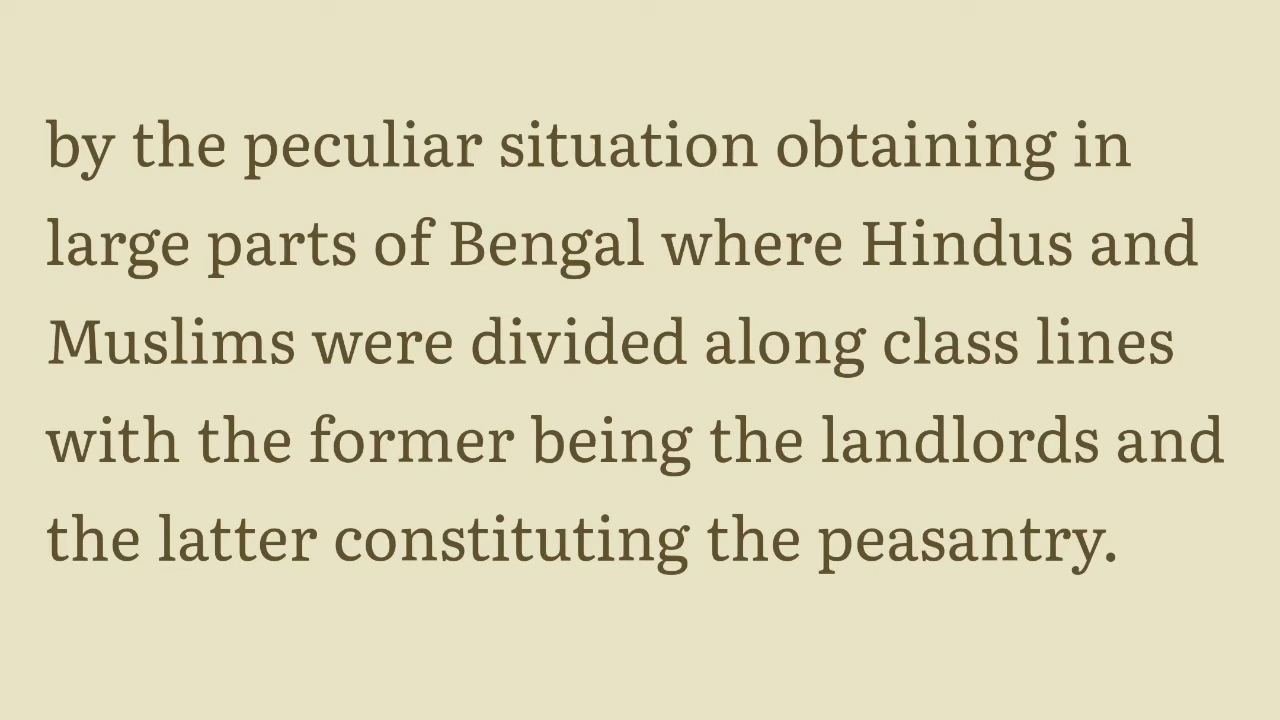 by the peculiar situation obtaining in
large parts of Bengal where Hindus and
Muslims were divided along class lines
with the former being the landlords and
the latter constituting the peasantry.